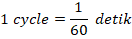 1 cycle = 1/60 detik